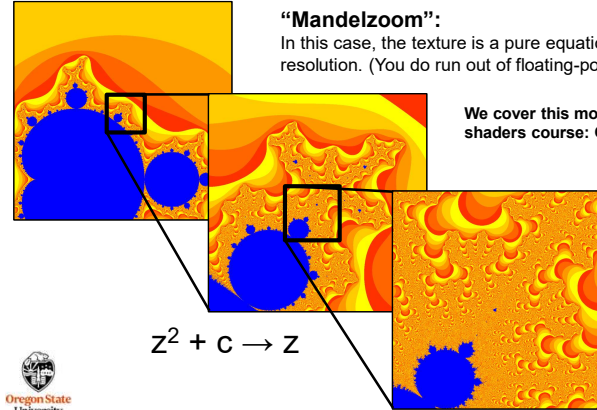 “Mandelzoom”:
In this case, the texture is a pure equatio
resolution. (You do run out of floating-po
We cover this mo
shaders course:
z² + c → z
Oregon State
University